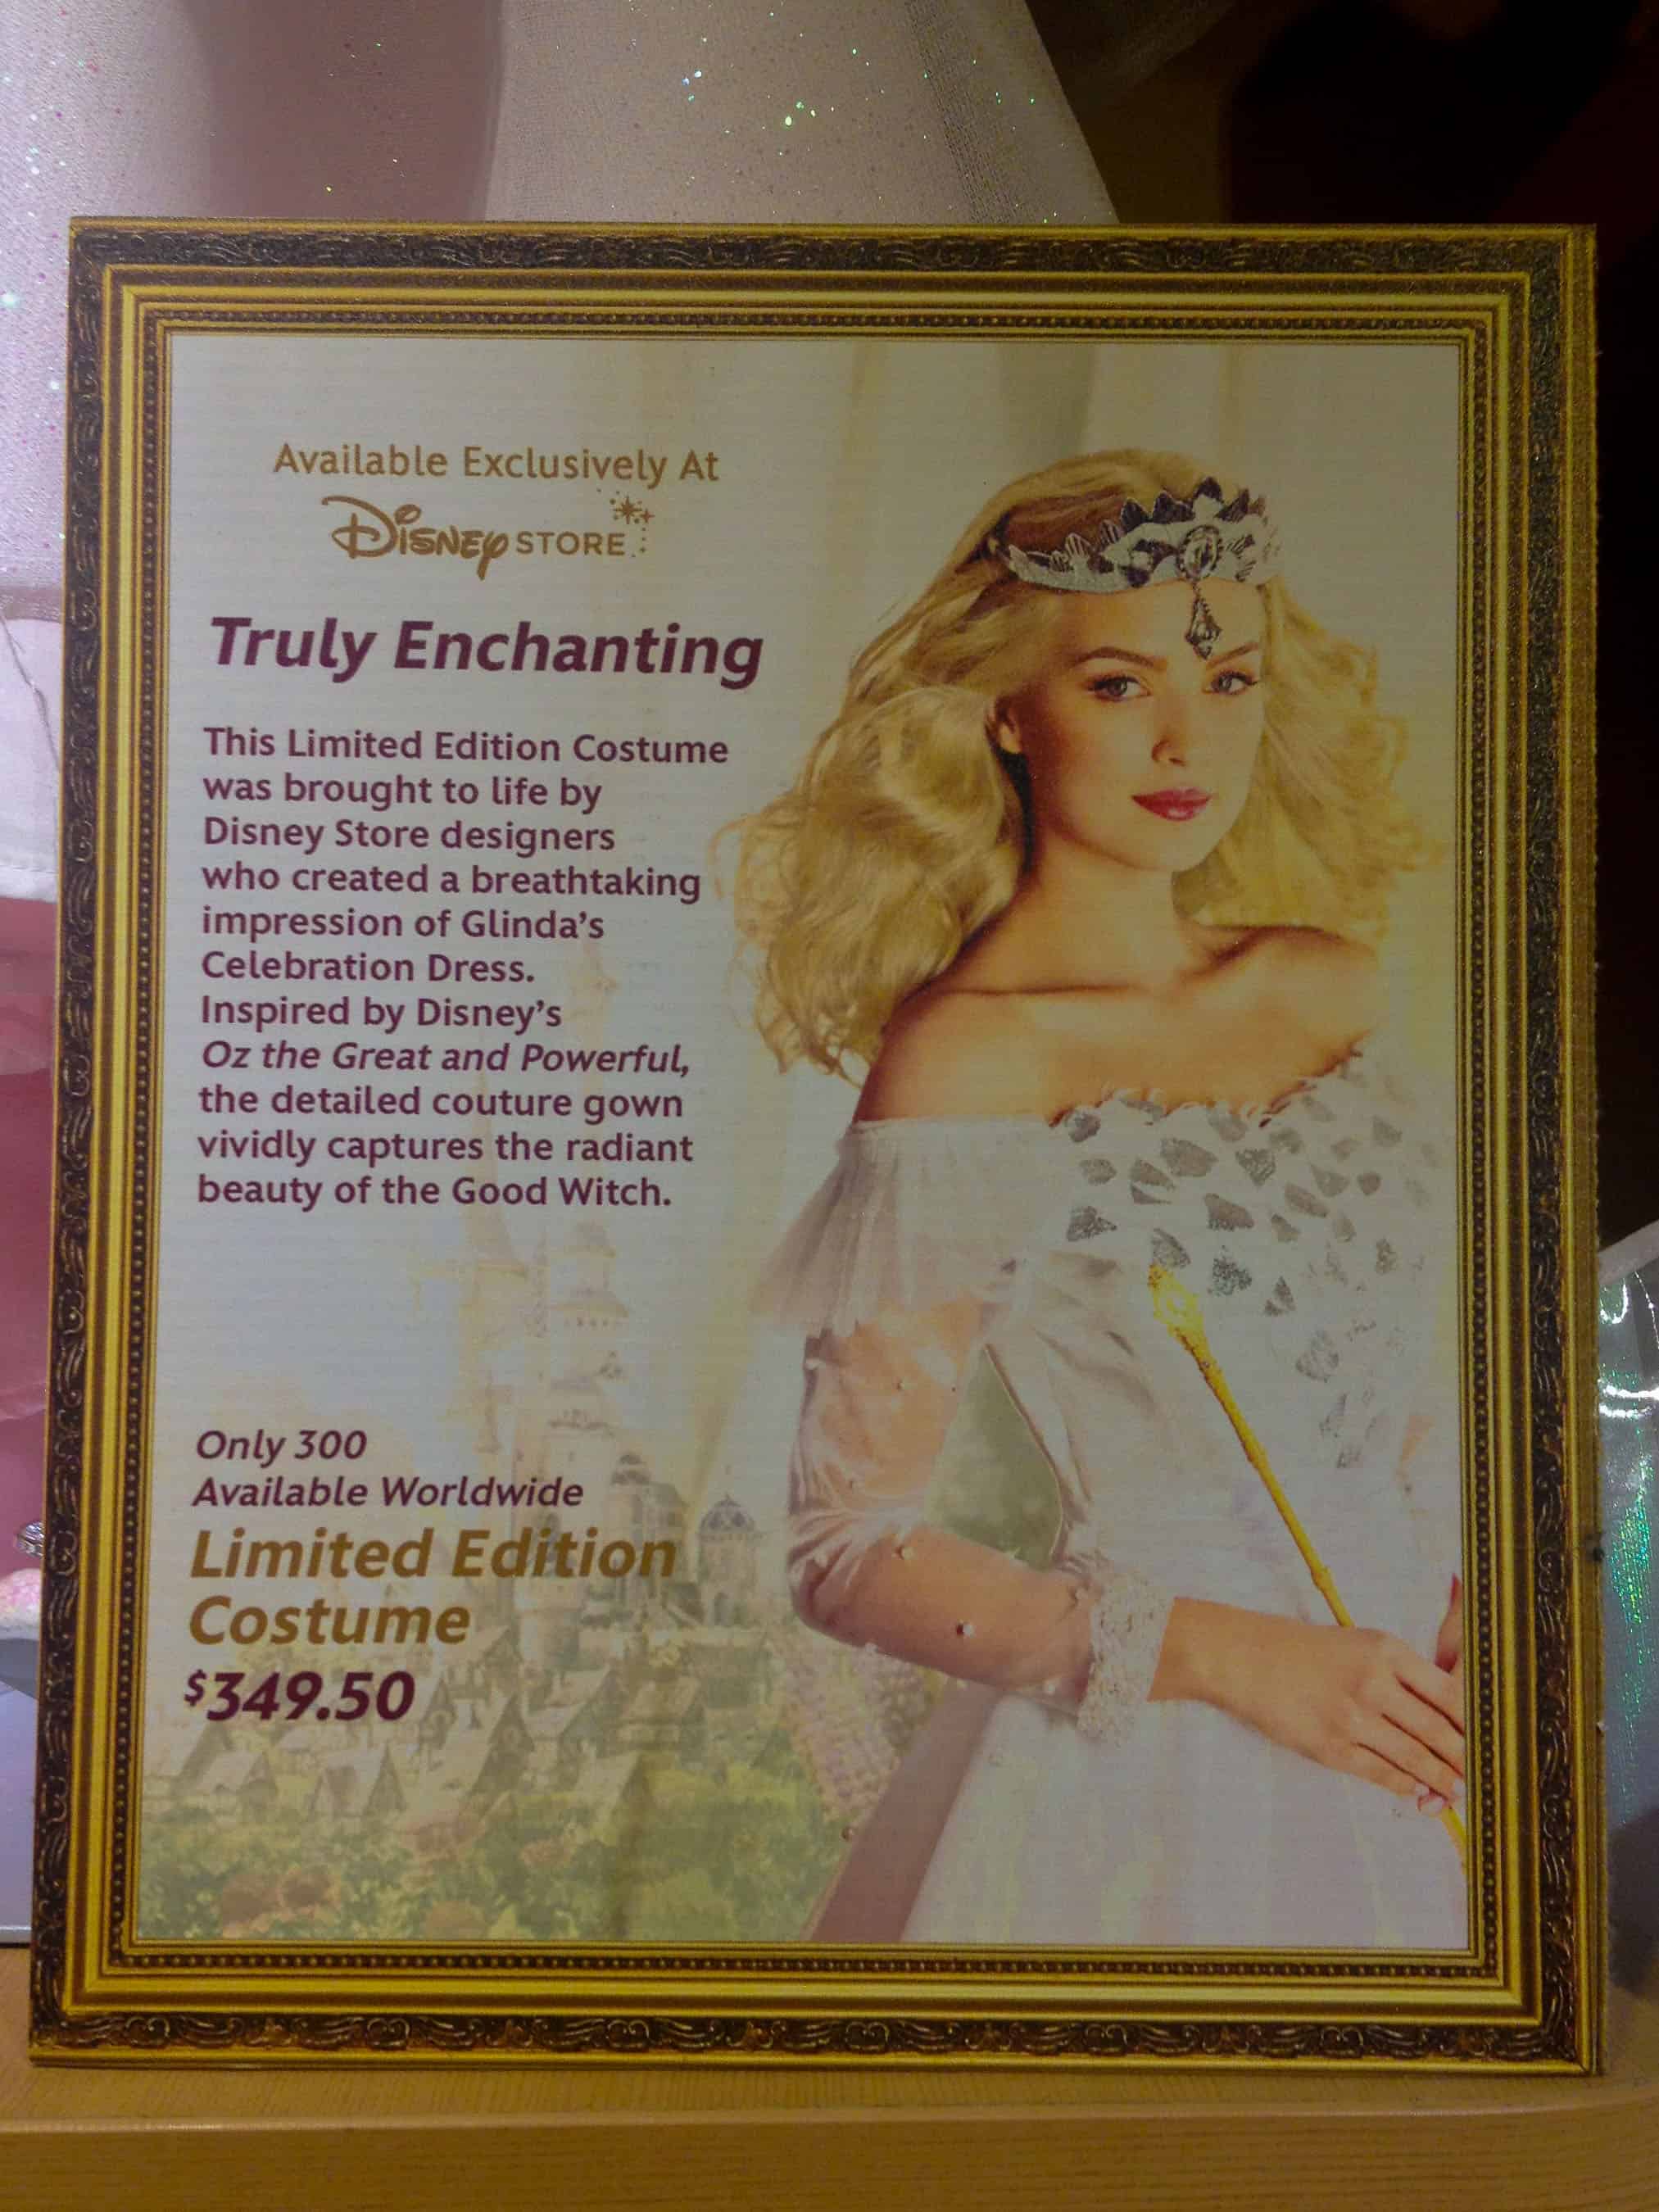 Available Exclusively At
Disney STORE
Truly Enchanting
This Limited Edition Costume
was brought to life by
Disney Store designers
who created a breathtaking
impression of Glinda's
Celebration Dress.
Inspired by Disney's
Oz the Great and Powerful,
the detailed couture gown
vividly captures the radiant
beauty of the Good Witch.
Only 300
Available Worldwide
Limited Edition
Costume
$349.50